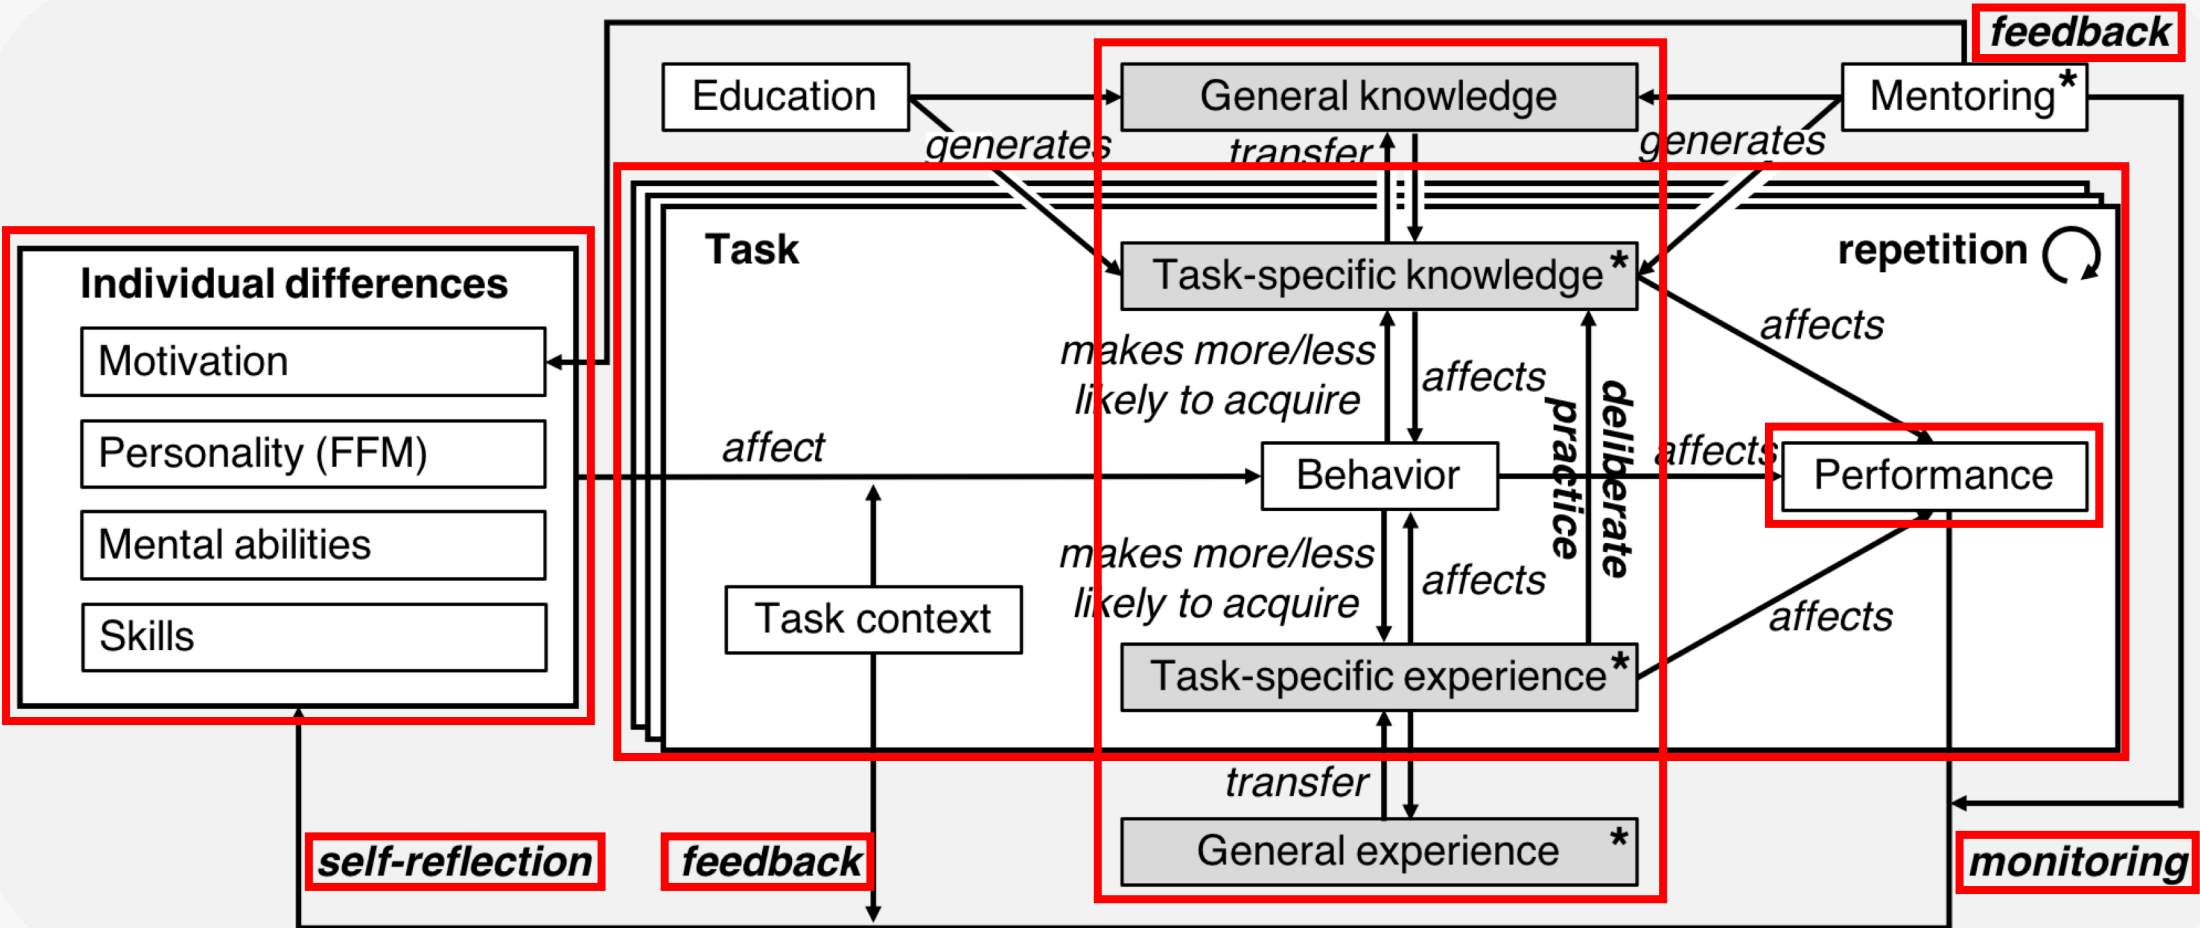 feedback
Education
General knowledge
Mentoring*
generates
transfer
generates
Task
repetition
Individual differences
Task-specific knowledge*
Motivation
makes more/less
likely to acquire
affects
affects
deliberate
practice
Personality (FFM)
affect
Behavior
affects
Performance
Mental abilities
makes more/less
likely to acquire
affects
Task context
affects
Skills
Task-specific experience*
transfer
self-reflection
feedback
General experience *
monitoring